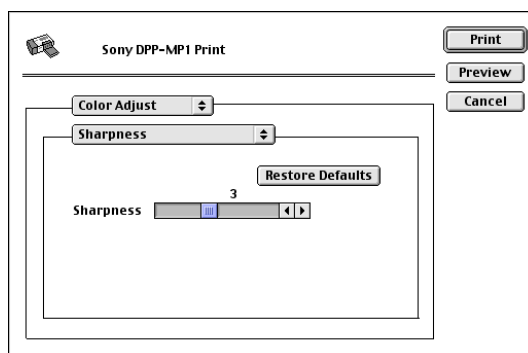 Sony DPP-MP1 Print
Print
Preview
Cancel
Color Adjust
Sharpness
Restore Defaults
3
Sharpness